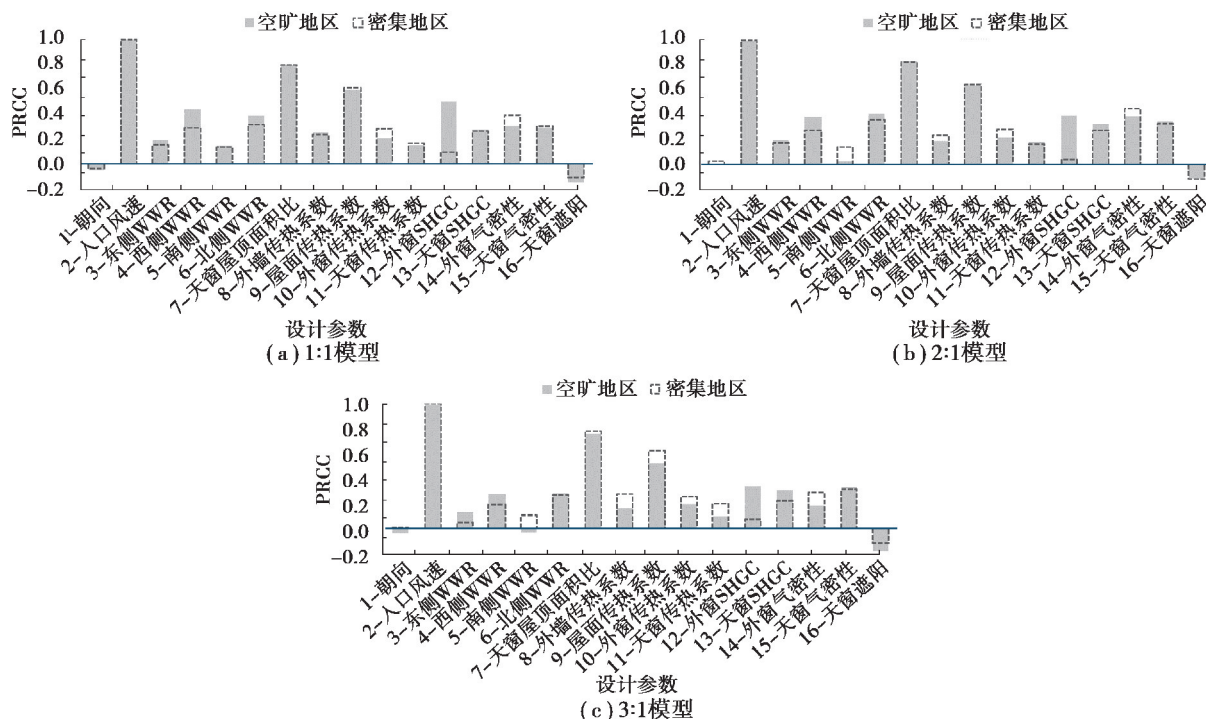 空旷地区 密集地区
PRCC
1.0
0.8
0.6
0.4
0.2
0.0
-0.2
1-朝向
2-人口风速
3-东侧WWR
4-西侧WWR
5-南侧WWR
6-北侧WWR
7-天窗屋顶面积比
8-外墙传热系数
9-屋面传热系数
10-外窗传热系数
11-天窗传热系数
12-外窗SHGC
13-天窗SHGC
14-外窗气密性
15-天窗气密性
16-天窗遮阳
设计参数
(a)1:1模型
空旷地区 密集地区
PRCC
1.0
0.8
0.6
0.4
0.2
0.0
-0.2
1-朝向
2-人口风速
3-东侧WWR
4-西侧WWR
5-南侧WWR
6-北侧WWR
7-天窗屋顶面积比
8-外墙传热系数
9-屋面传热系数
10-外窗传热系数
11-天窗传热系数
12-外窗SHGC
13-天窗SHGC
14-外窗气密性
15-天窗气密性
16-天窗遮阳
设计参数
(b)2:1模型
空旷地区 密集地区
PRCC
1.0
0.8
0.6
0.4
0.2
0.0
-0.2
1-朝向
2-人口风速
3-东侧WWR
4-西侧WWR
5-南侧WWR
6-北侧WWR
7-天窗屋顶面积比
8-外墙传热系数
9-屋面传热系数
10-外窗传热系数
11-天窗传热系数
12-外窗SHGC
13-天窗SHGC
14-外窗气密性
15-天窗气密性
16-天窗遮阳
设计参数
(c)3:1模型